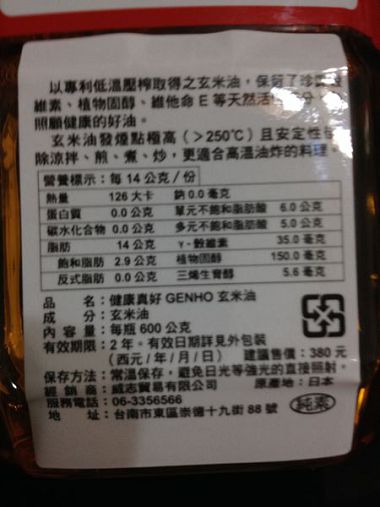 以專利低溫壓榨取得之玄米油,保留了珍
維素、植物固醇、維他命E等天然活
照顧健康的好油。
玄米油發煙點極高(>250℃)且安定性
除涼拌、煎、煮、炒,更適合高溫油炸的料理。
營養標示:每14公克/份
熱量 126大卡 鈉0.0毫克
蛋白質 0.0公克 單元不飽和脂肪酸 6.0公克
碳水化合物 0.0公克 多元不飽和脂肪酸 5.0公克
脂肪 14公克 γ-穀維素 35.0毫克
飽和脂肪 2.9公克 植物固醇 150.0毫克
反式脂肪 0.0公克 三烯生育醇 5.6毫克
品名:健康真好GENHO玄米油
成分:玄米油
內容量:每瓶600公克
有效期限:2年。有效日期詳見外包裝
(西元/年/月/日) 建議售價:380元
保存方法:常溫保存,避免日光等強光的直接照射。
經銷商:威志貿易有限公司 原產地:日本
服務電話:06-3356566 純素
地址:台南市東區崇德十九街88號